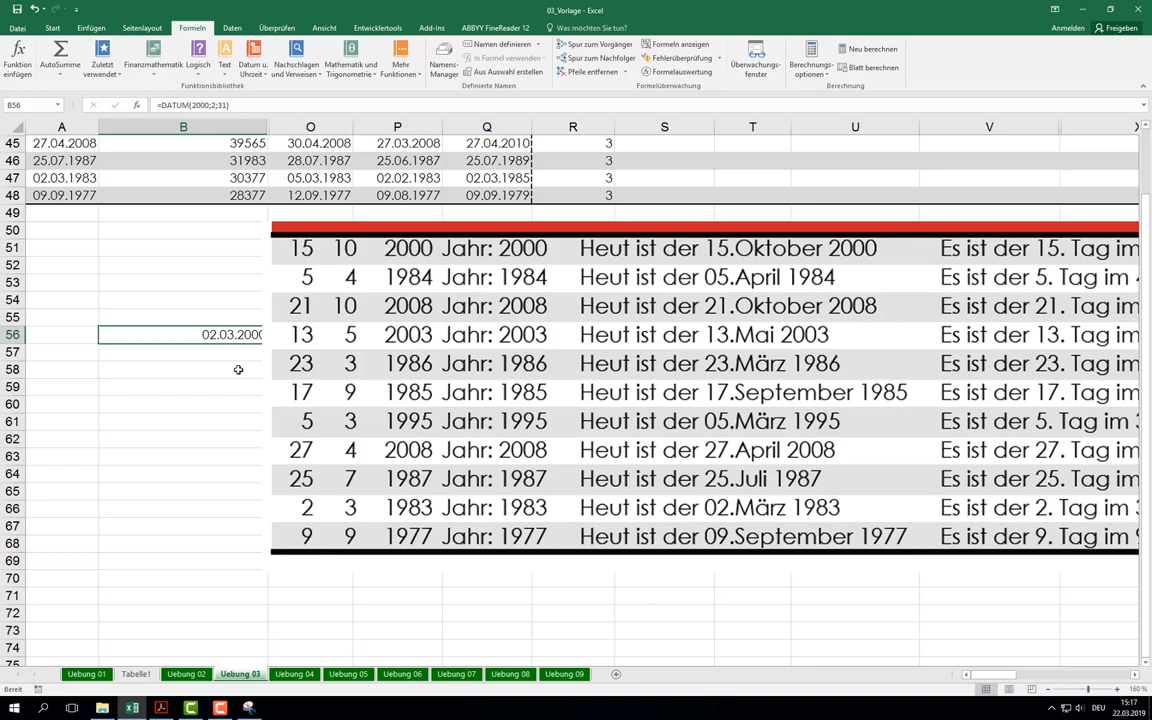 03_Vorlage - Excel
Datei Start Einfügen Seitenlayout Formeln Daten Überprüfen Ansicht Entwicklertools Add-Ins ABBYY FineReader 12 Was möchten Sie tun? Anmelden Freigeben
Funktion einfügen
AutoSumme
Zuletzt verwendet
Finanzmathematik
Logisch
Text
Datum u. Uhrzeit
Nachschlagen und Verweisen
Mathematik und Trigonometrie
Mehr Funktionen
Funktionsbibliothek
Namens-Manager
Namen definieren
In Formel verwenden
Aus Auswahl erstellen
Definierte Namen
Spur zum Vorgänger
Spur zum Nachfolger
Pfeile entfernen
Formeln anzeigen
Fehlerüberprüfung
Formelauswertung
Formelüberwachung
Überwachungsfenster
Berechnungsoptionen
Neu berechnen
Blatt berechnen
Berechnung
B56 fx =DATUM(2000;2;31)
A B O P Q R S T U V X
45 27.04.2008 39565 30.04.2008 27.03.2008 27.04.2010 3
46 25.07.1987 31983 28.07.1987 25.06.1987 25.07.1989 3
47 02.03.1983 30377 05.03.1983 02.02.1983 02.03.1985 3
48 09.09.1977 28377 12.09.1977 09.08.1977 09.09.1979 3
49
50
51 15 10 2000 Jahr: 2000 Heut ist der 15.Oktober 2000 Es ist der 15. Tag im
52
53 5 4 1984 Jahr: 1984 Heut ist der 05.April 1984 Es ist der 5. Tag im
54 21 10 2008 Jahr: 2008 Heut ist der 21.Oktober 2008 Es ist der 21. Tag im
55
56 02.03.2000 13 5 2003 Jahr: 2003 Heut ist der 13.Mai 2003 Es ist der 13. Tag im
57
58 23 3 1986 Jahr: 1986 Heut ist der 23.März 1986 Es ist der 23. Tag im
59 17 9 1985 Jahr: 1985 Heut ist der 17.September 1985 Es ist der 17. Tag im
60
61 5 3 1995 Jahr: 1995 Heut ist der 05.März 1995 Es ist der 5. Tag im
62
63 27 4 2008 Jahr: 2008 Heut ist der 27.April 2008 Es ist der 27. Tag im
64 25 7 1987 Jahr: 1987 Heut ist der 25.Juli 1987 Es ist der 25. Tag im
65
66 2 3 1983 Jahr: 1983 Heut ist der 02.März 1983 Es ist der 2. Tag im
67
68 9 9 1977 Jahr: 1977 Heut ist der 09.September 1977 Es ist der 9. Tag im
69
70
71
72
73
74
75
Uebung 01 Tabelle1 Uebung 02 Uebung 03 Uebung 04 Uebung 05 Uebung 06 Uebung 07 Uebung 08 Uebung 09
Bereit 160 %
DEU 15:17
22.03.2019